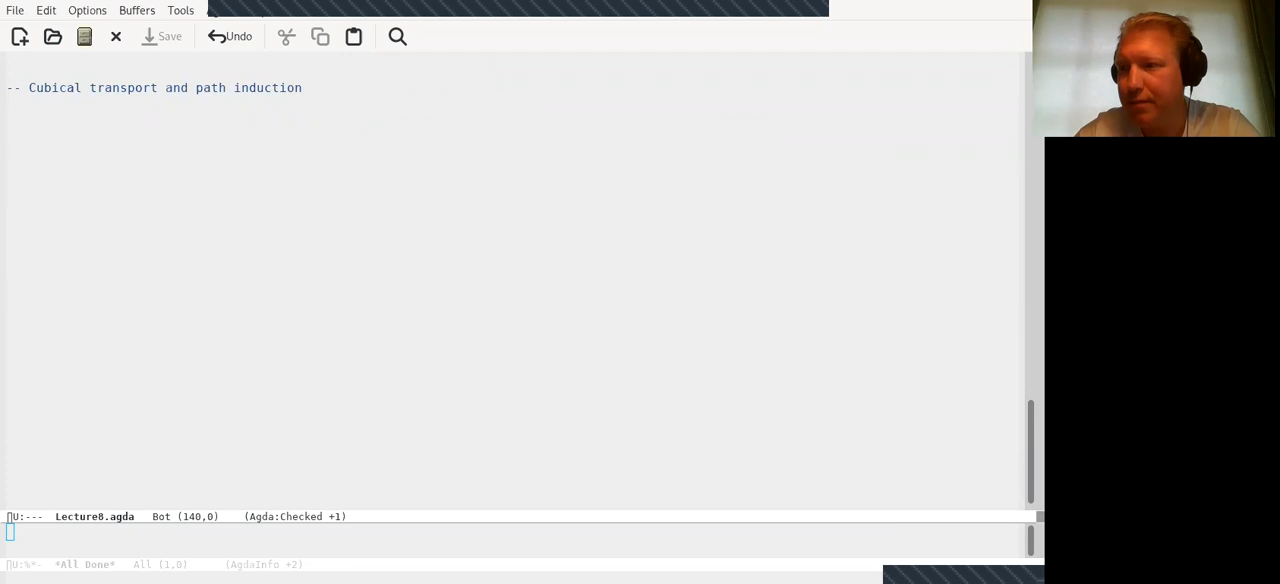 File Edit Options Buffers Tools
Save Undo
-- Cubical transport and path induction
U:--- Lecture8.agda Bot (140,0) (Agda:Checked +1)
U:%*- *All Done* All (1,0) (AgdaInfo +2)